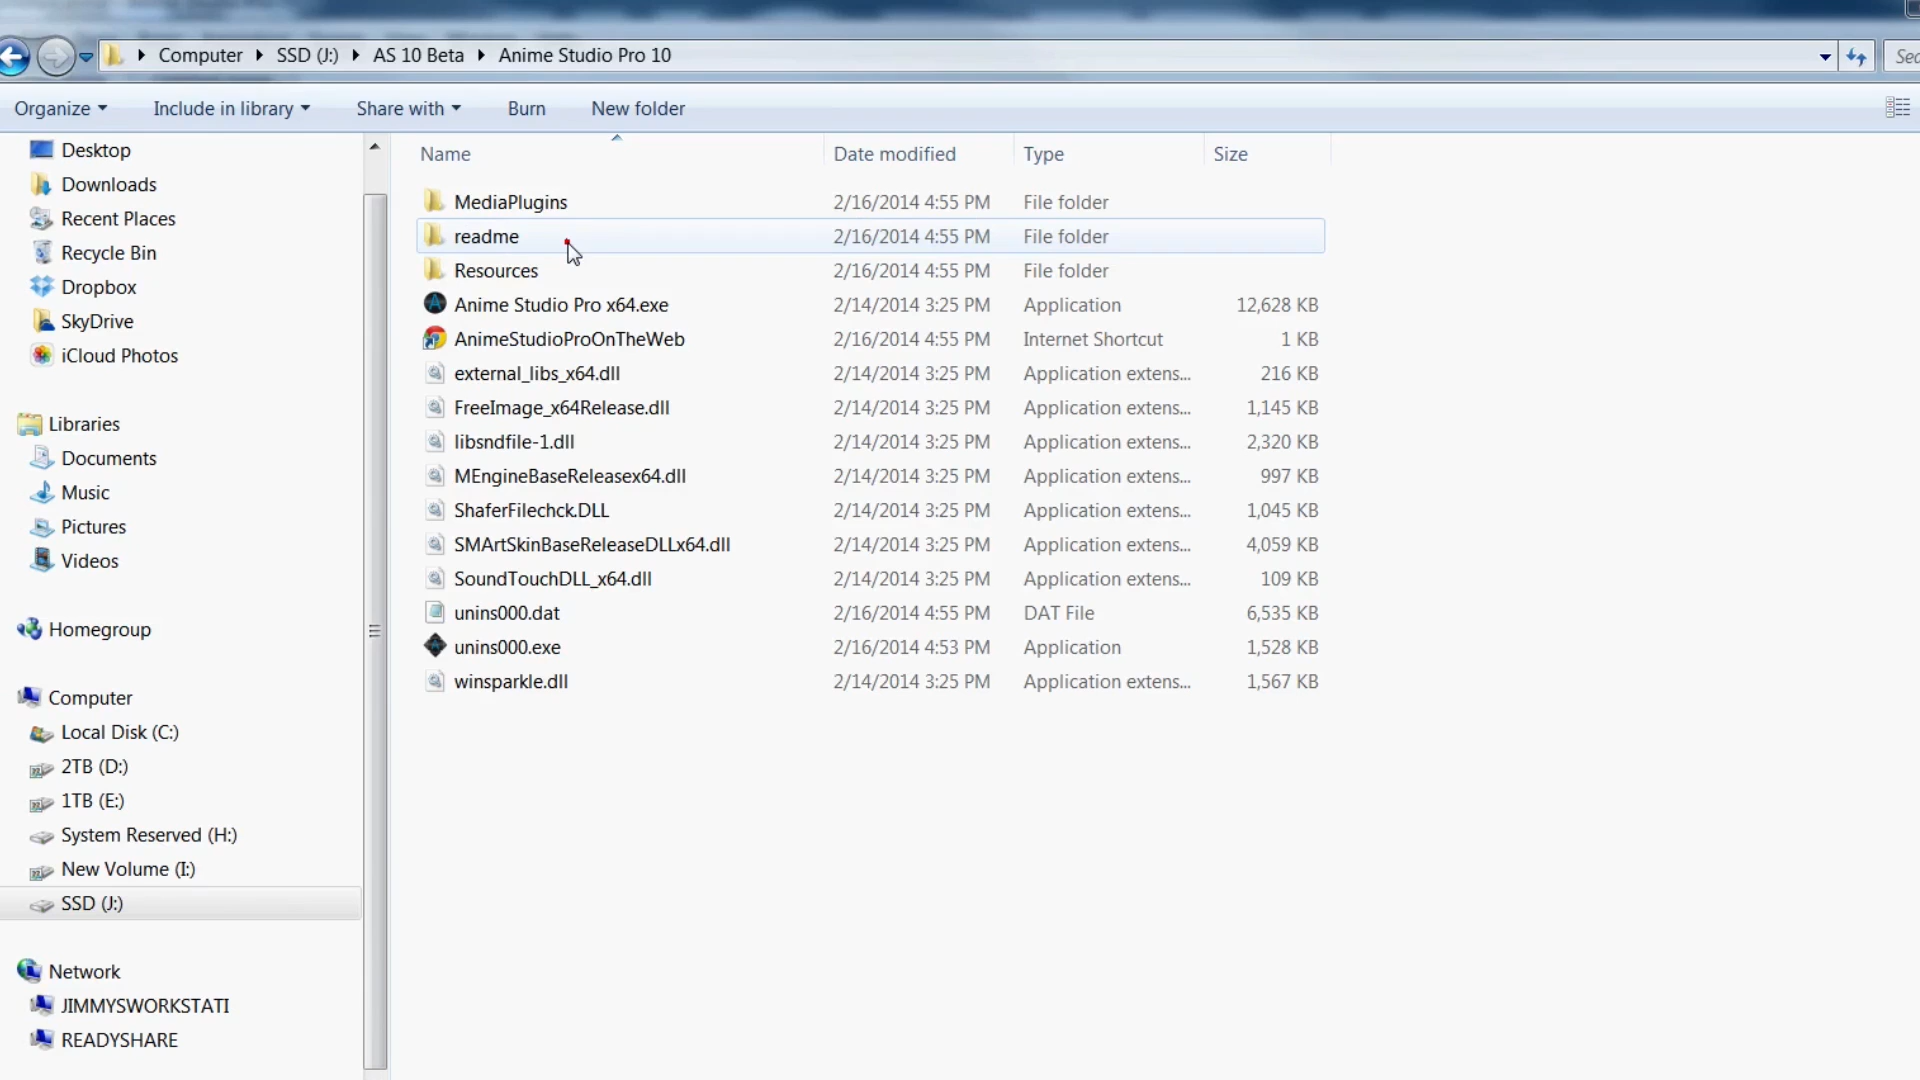 Computer SSD (J:) AS 10 Beta Anime Studio Pro 10
Organize Include in library Share with Burn New folder
Desktop
Downloads
Recent Places
Recycle Bin
Dropbox
SkyDrive
iCloud Photos
Libraries
Documents
Music
Pictures
Videos
Homegroup
Computer
Local Disk (C:)
2TB (D:)
1TB (E:)
System Reserved (H:)
New Volume (I:)
SSD (J:)
Network
JIMMYSWORKSTATI
READYSHARE
Name Date modified Type Size
MediaPlugins 2/16/2014 4:55 PM File folder
readme 2/16/2014 4:55 PM File folder
Resources 2/16/2014 4:55 PM File folder
Anime Studio Pro x64.exe 2/14/2014 3:25 PM Application 12,628 KB
AnimeStudioProOnTheWeb 2/16/2014 4:55 PM Internet Shortcut 1 KB
external_libs_x64.dll 2/14/2014 3:25 PM Application extens... 216 KB
FreeImage_x64Release.dll 2/14/2014 3:25 PM Application extens... 1,145 KB
libsndfile-1.dll 2/14/2014 3:25 PM Application extens... 2,320 KB
MEngineBaseReleasex64.dll 2/14/2014 3:25 PM Application extens... 997 KB
ShaferFilechck.DLL 2/14/2014 3:25 PM Application extens... 1,045 KB
SMArtSkinBaseReleaseDLLx64.dll 2/14/2014 3:25 PM Application extens... 4,059 KB
SoundTouchDLL_x64.dll 2/14/2014 3:25 PM Application extens... 109 KB
unins000.dat 2/16/2014 4:55 PM DAT File 6,535 KB
unins000.exe 2/16/2014 4:53 PM Application 1,528 KB
winsparkle.dll 2/14/2014 3:25 PM Application extens... 1,567 KB